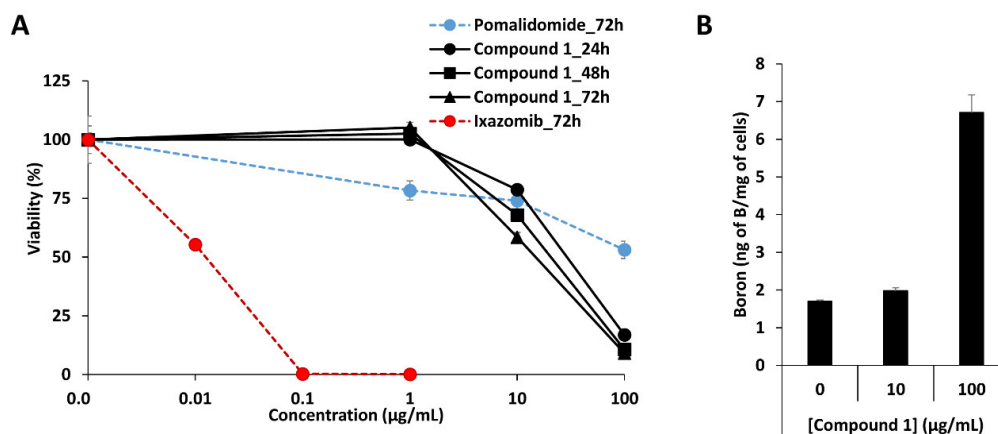 A
Pomalidomide_72h
Compound 1_24h
Compound 1_48h
Compound 1_72h
Ixazomib_72h
Viability (%)
125
100
75
50
25
0
0.0
0.01
0.1
1
10
100
Concentration (µg/mL)
B
Boron (ng of B/mg of cells)
8
7
6
5
4
3
2
1
0
0
10
100
[Compound 1] (µg/mL)